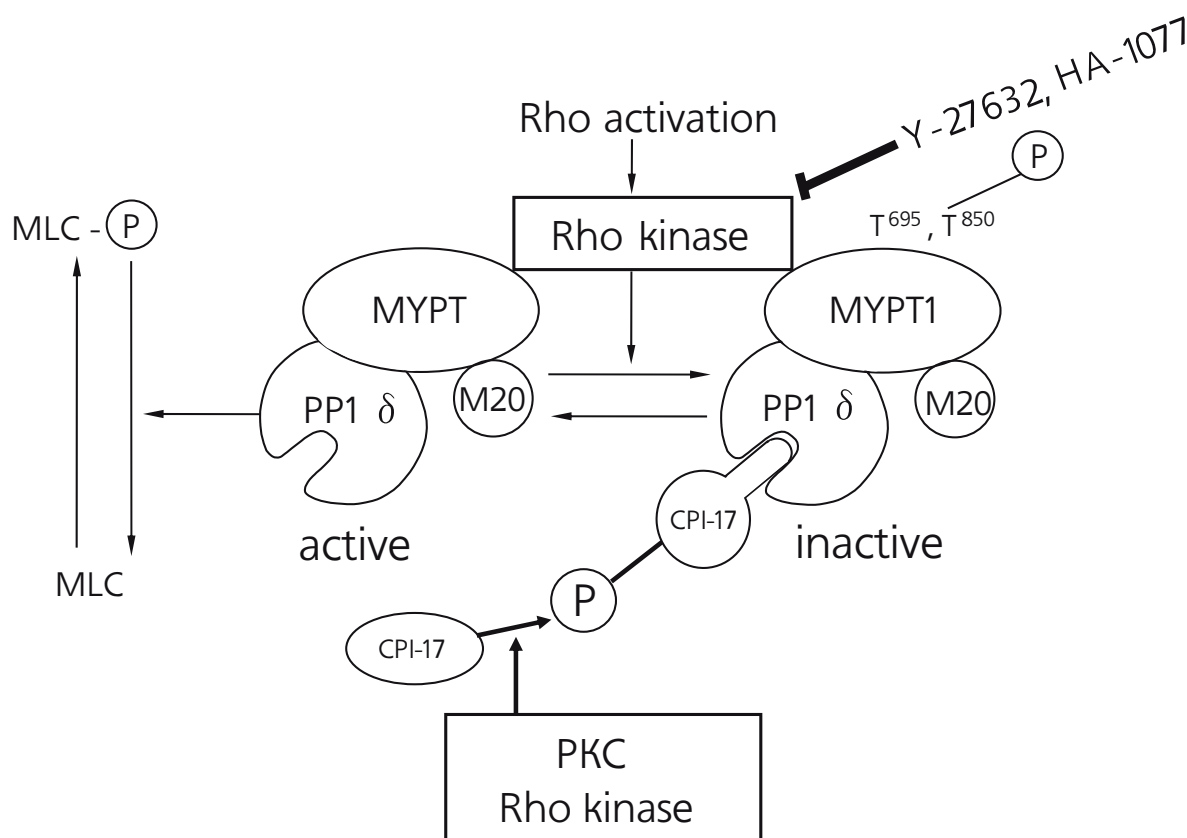 Y-27632, HA-1077
Rho activation
P
T695, T850
MLC - P
Rho kinase
MYPT
MYPT1
M20
M20
PP1 δ
PP1 δ
CPI-17
active
inactive
MLC
P
CPI-17
PKC
Rho kinase